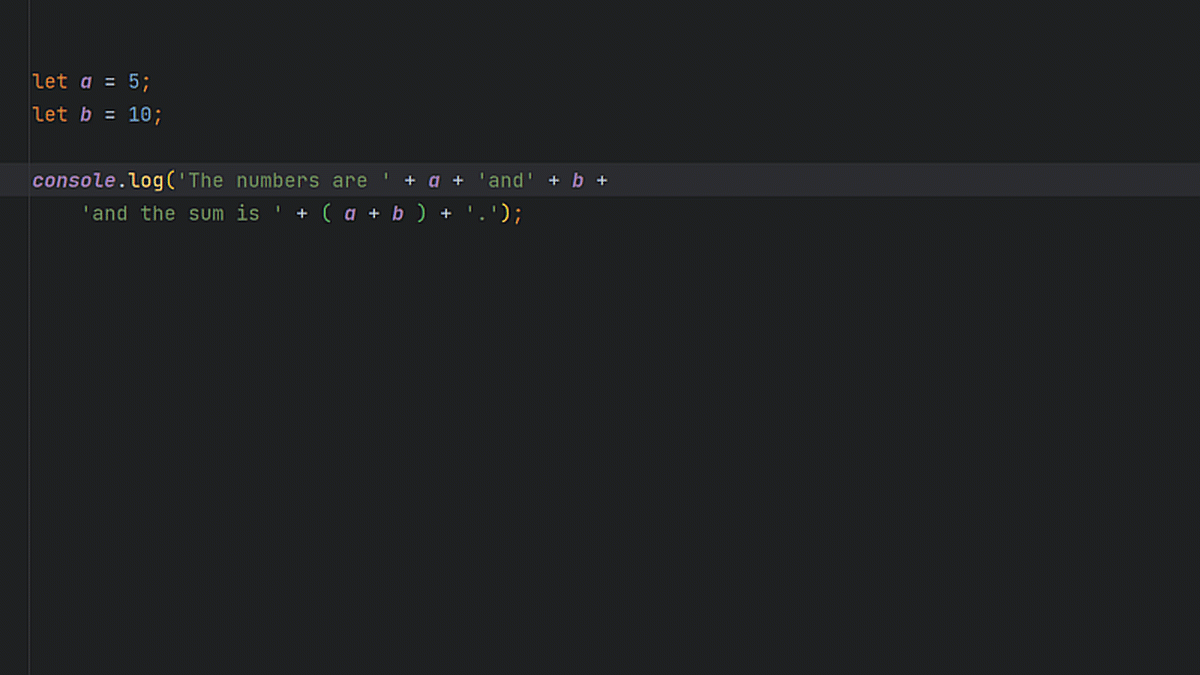 let a = 5;
let b = 10;
console.log('The numbers are ' + a + 'and' + b +
'and the sum is ' + ( a + b ) + '.');